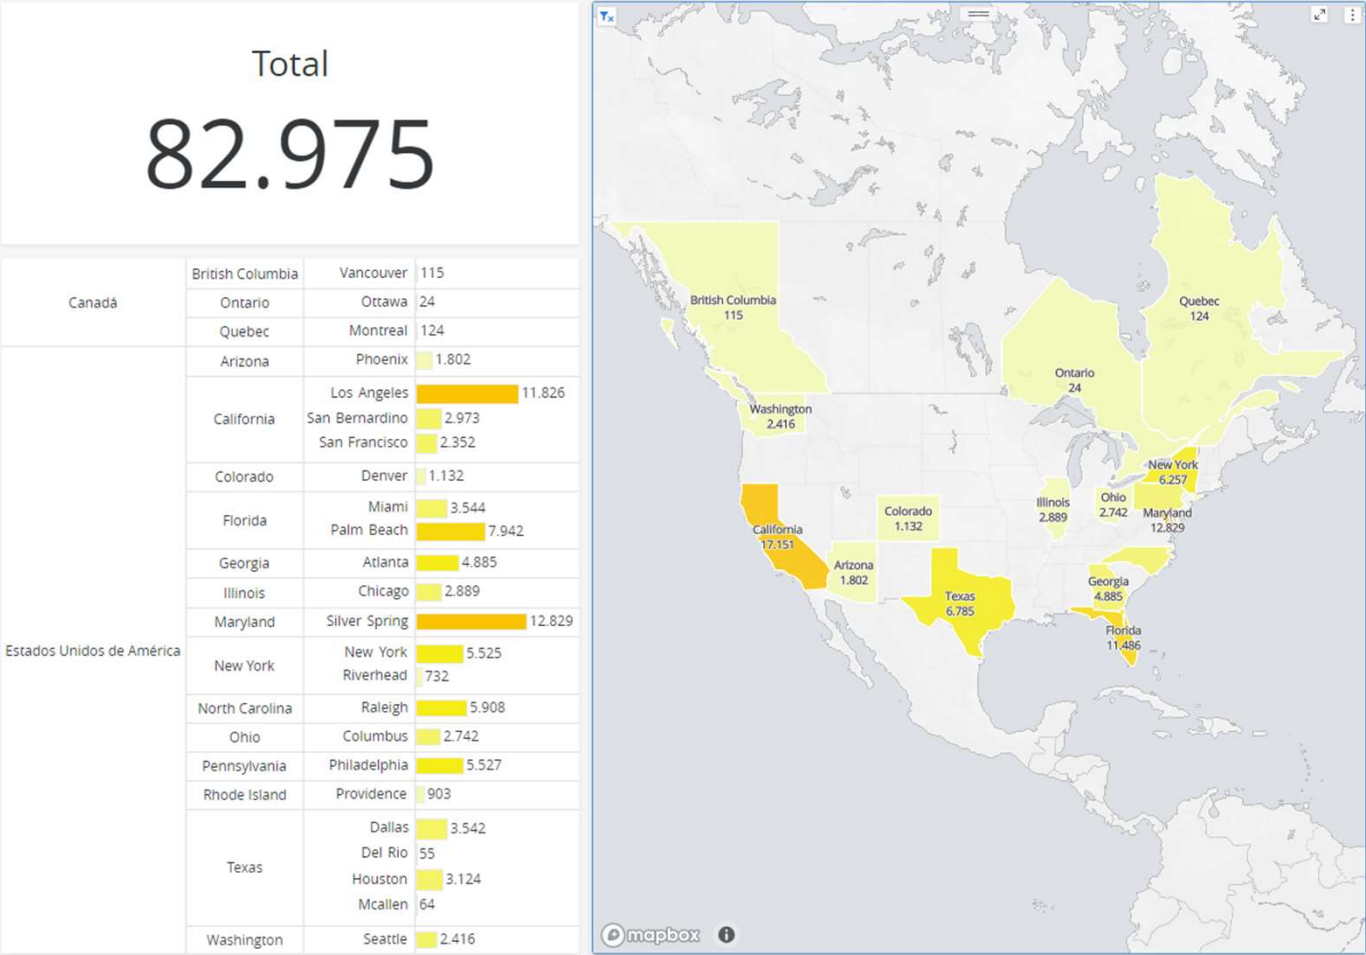 Total
82.975
Canadá
British Columbia Vancouver 115
Ontario Ottawa 24
Quebec Montreal 124
Estados Unidos de América
Arizona Phoenix 1.802
California
Los Angeles 11.826
San Bernardino 2.973
San Francisco 2.352
Colorado Denver 1.132
Florida
Miami 3.544
Palm Beach 7.942
Georgia Atlanta 4.885
Illinois Chicago 2.889
Maryland Silver Spring 12.829
New York
New York 5.525
Riverhead 732
North Carolina Raleigh 5.908
Ohio Columbus 2.742
Pennsylvania Philadelphia 5.527
Rhode Island Providence 903
Texas
Dallas 3.542
Del Rio 55
Houston 3.124
Mcallen 64
Washington Seattle 2.416
British Columbia
115
Quebec
124
Ontario
24
Washington
2.416
New York
6.257
Illinois
2.889
Ohio
2.742
Maryland
12.829
Colorado
1.132
California
17.151
Arizona
1.802
Texas
6.785
Georgia
4.885
Florida
11.486
mapbox